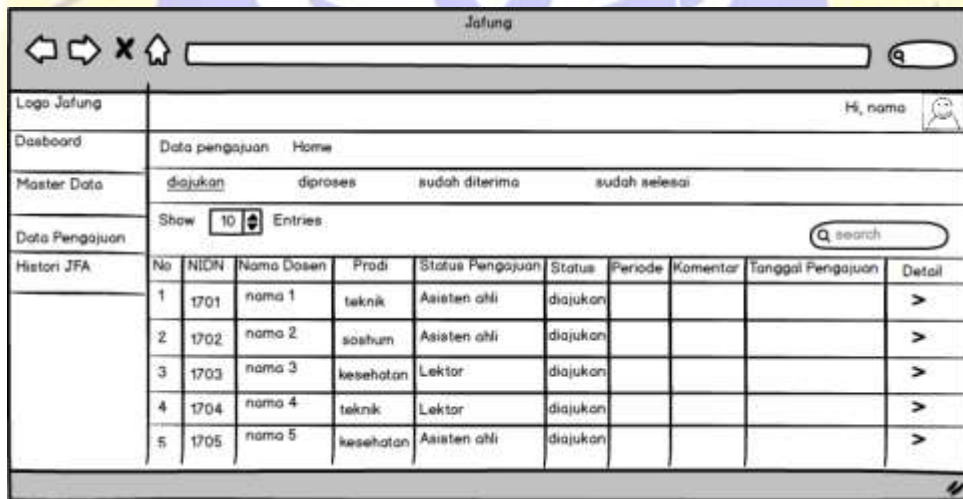 Jafung
Logo Jafung
Hi, nama
Dasboard
Data pengajuan Home
Master Data
diajukan diproses sudah diterima sudah selesai
Show 10 Entries
search
Data Pengajuan
Histori JFA
No NIDN Nama Dosen Prodi Status Pengajuan Status Periode Komentar Tanggal Pengajuan Detail
1 1701 nama 1 teknik Asisten ahli diajukan >
2 1702 nama 2 soshum Asisten ahli diajukan >
3 1703 nama 3 kesehatan Lektor diajukan >
4 1704 nama 4 teknik Lektor diajukan >
5 1705 nama 5 kesehatan Asisten ahli diajukan >